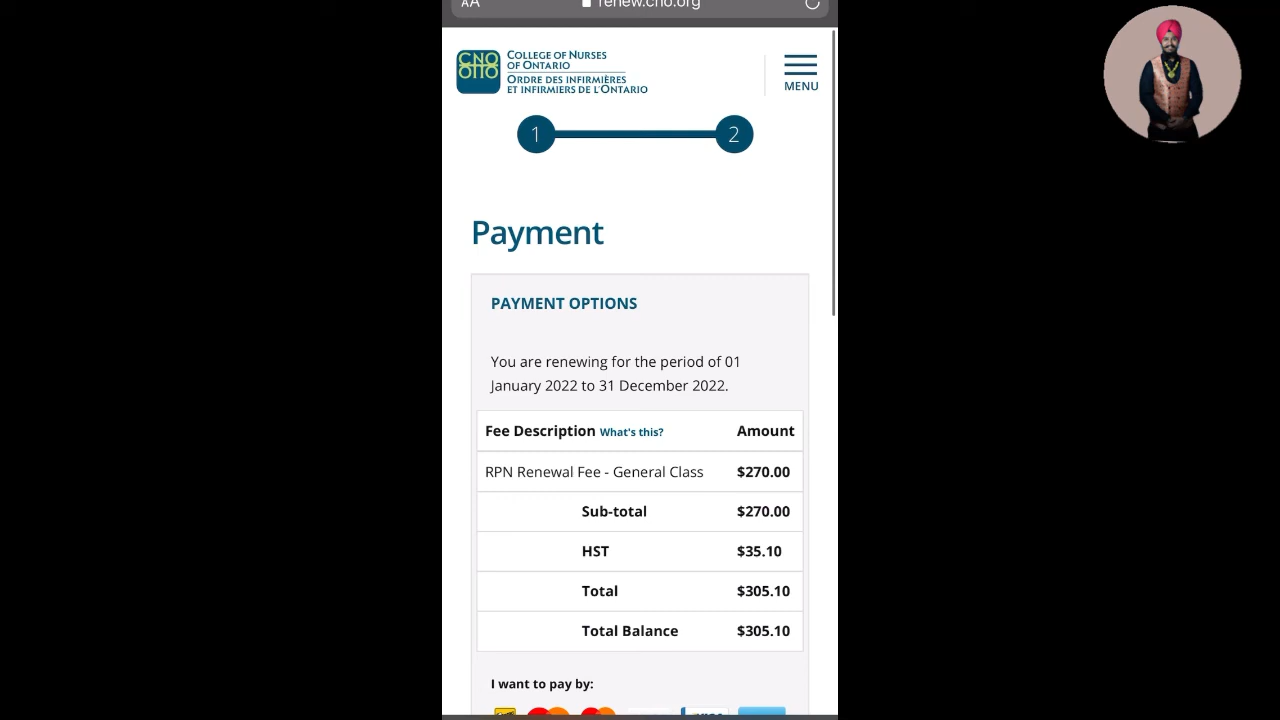 AA renew.cno.org
CNO
OIIO
COLLEGE OF NURSES
OF ONTARIO
ORDRE DES INFIRMIÈRES
ET INFIRMIERS DE L'ONTARIO
MENU
1 2
Payment
PAYMENT OPTIONS
You are renewing for the period of 01
January 2022 to 31 December 2022.
Fee Description What's this? Amount
RPN Renewal Fee - General Class $270.00
Sub-total $270.00
HST $35.10
Total $305.10
Total Balance $305.10
I want to pay by: